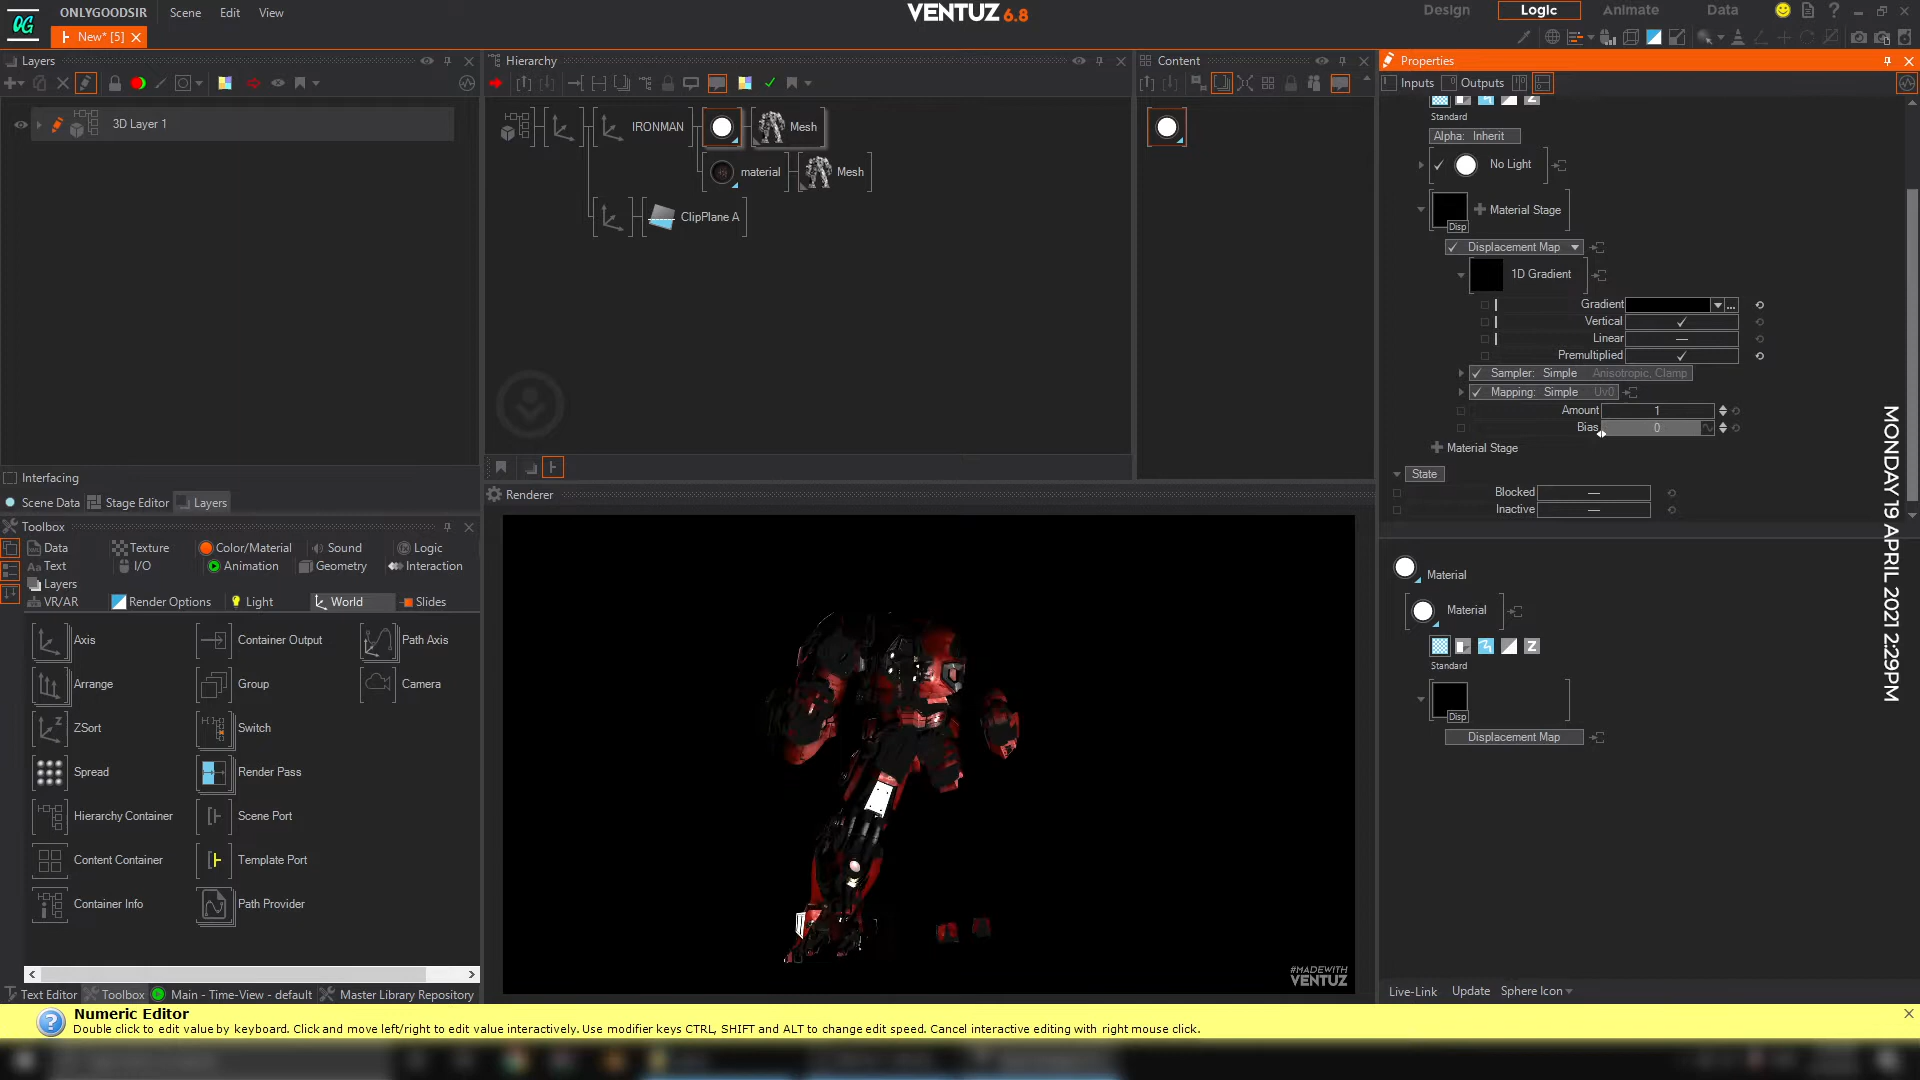 ONLYGOODSIR
Scene
Edit
View
VENTUZ 6.8
Design
Logic
Animate
Data
OG
New* [5]
Layers
Hierarchy
Content
Properties
Inputs
Outputs
3D Layer 1
IRONMAN
Mesh
material
Mesh
ClipPlane A
Standard
Alpha: Inherit
No Light
Material Stage
Disp
Displacement Map
1D Gradient
Gradient
Vertical
Linear
Premultiplied
Sampler: Simple Anisotropic, Clamp
Mapping: Simple Uv0
Amount 1
Bias 0
Material Stage
State
Blocked
Inactive
MONDAY 19 APRIL 2021 2:29PM
Interfacing
Scene Data
Stage Editor
Layers
Renderer
Toolbox
Data
Texture
Color/Material
Sound
Logic
Aa Text
I/O
Animation
Geometry
Interaction
Layers
VR/AR
Render Options
Light
World
Slides
Axis
Container Output
Path Axis
Arrange
Group
Camera
ZSort
Switch
Spread
Render Pass
Hierarchy Container
Scene Port
Content Container
Template Port
Container Info
Path Provider
Material
Material
Z
Standard
Disp
Displacement Map
#MADEWITH
VENTUZ
Live-Link
Update
Sphere Icon
Text Editor
Toolbox
Main - Time-View - default
Master Library Repository
Numeric Editor
Double click to edit value by keyboard. Click and move left/right to edit value interactively. Use modifier keys CTRL, SHIFT and ALT to change edit speed. Cancel interactive editing with right mouse click.